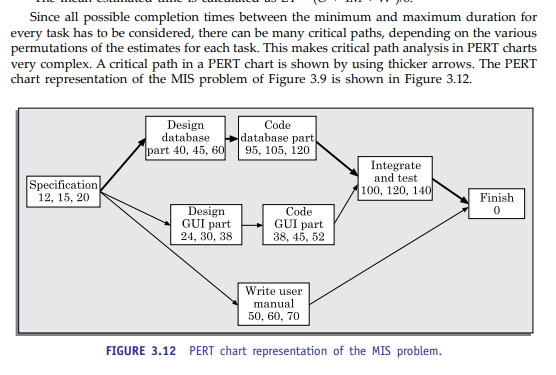 Since all possible completion times between the minimum and maximum duration for
every task has to be considered, there can be many critical paths, depending on the various
permutations of the estimates for each task. This makes critical path analysis in PERT charts
very complex. A critical path in a PERT chart is shown by using thicker arrows. The PERT
chart representation of the MIS problem of Figure 3.9 is shown in Figure 3.12.
Design
database
part 40, 45, 60
Code
database part
95, 105, 120
Integrate
and test
100, 120, 140
Specification
12, 15, 20
Finish
0
Design
GUI part
24, 30, 38
Code
GUI part
38, 45, 52
Write user
manual
50, 60, 70
FIGURE 3.12 PERT chart representation of the MIS problem.